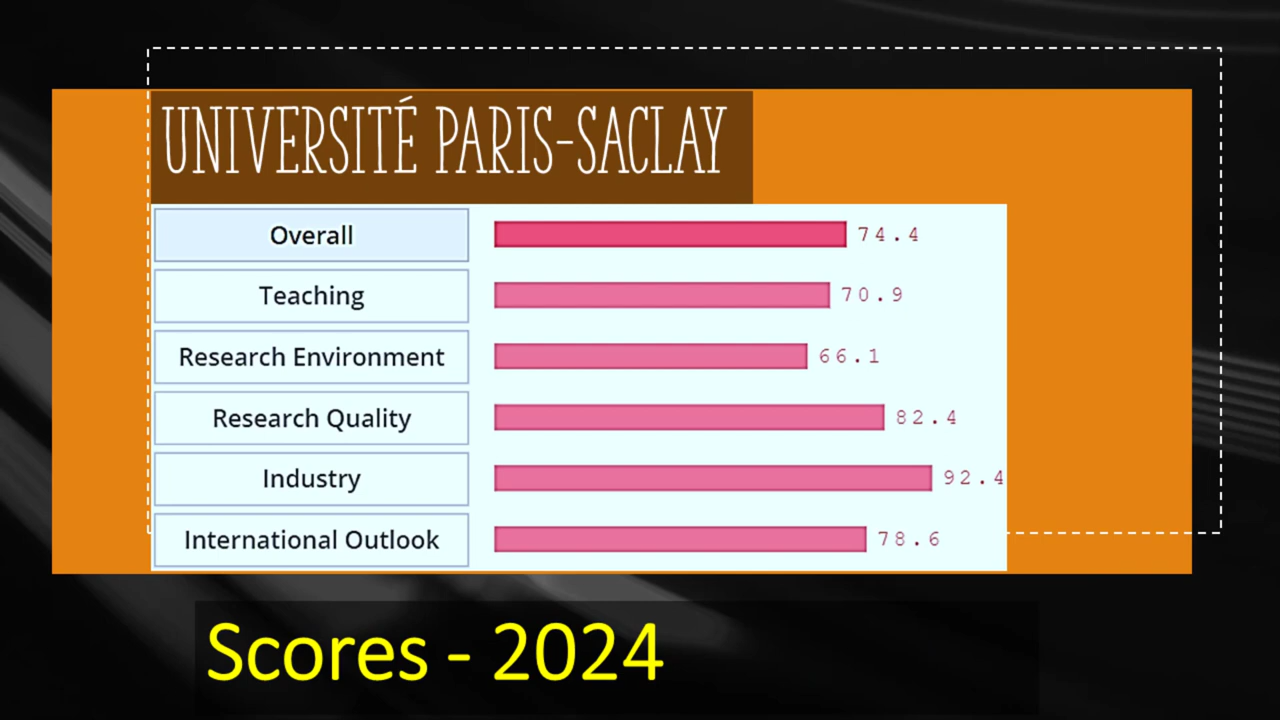 UNIVERSITÉ PARIS-SACLAY
Overall 74.4
Teaching 70.9
Research Environment 66.1
Research Quality 82.4
Industry 92.4
International Outlook 78.6
Scores - 2024